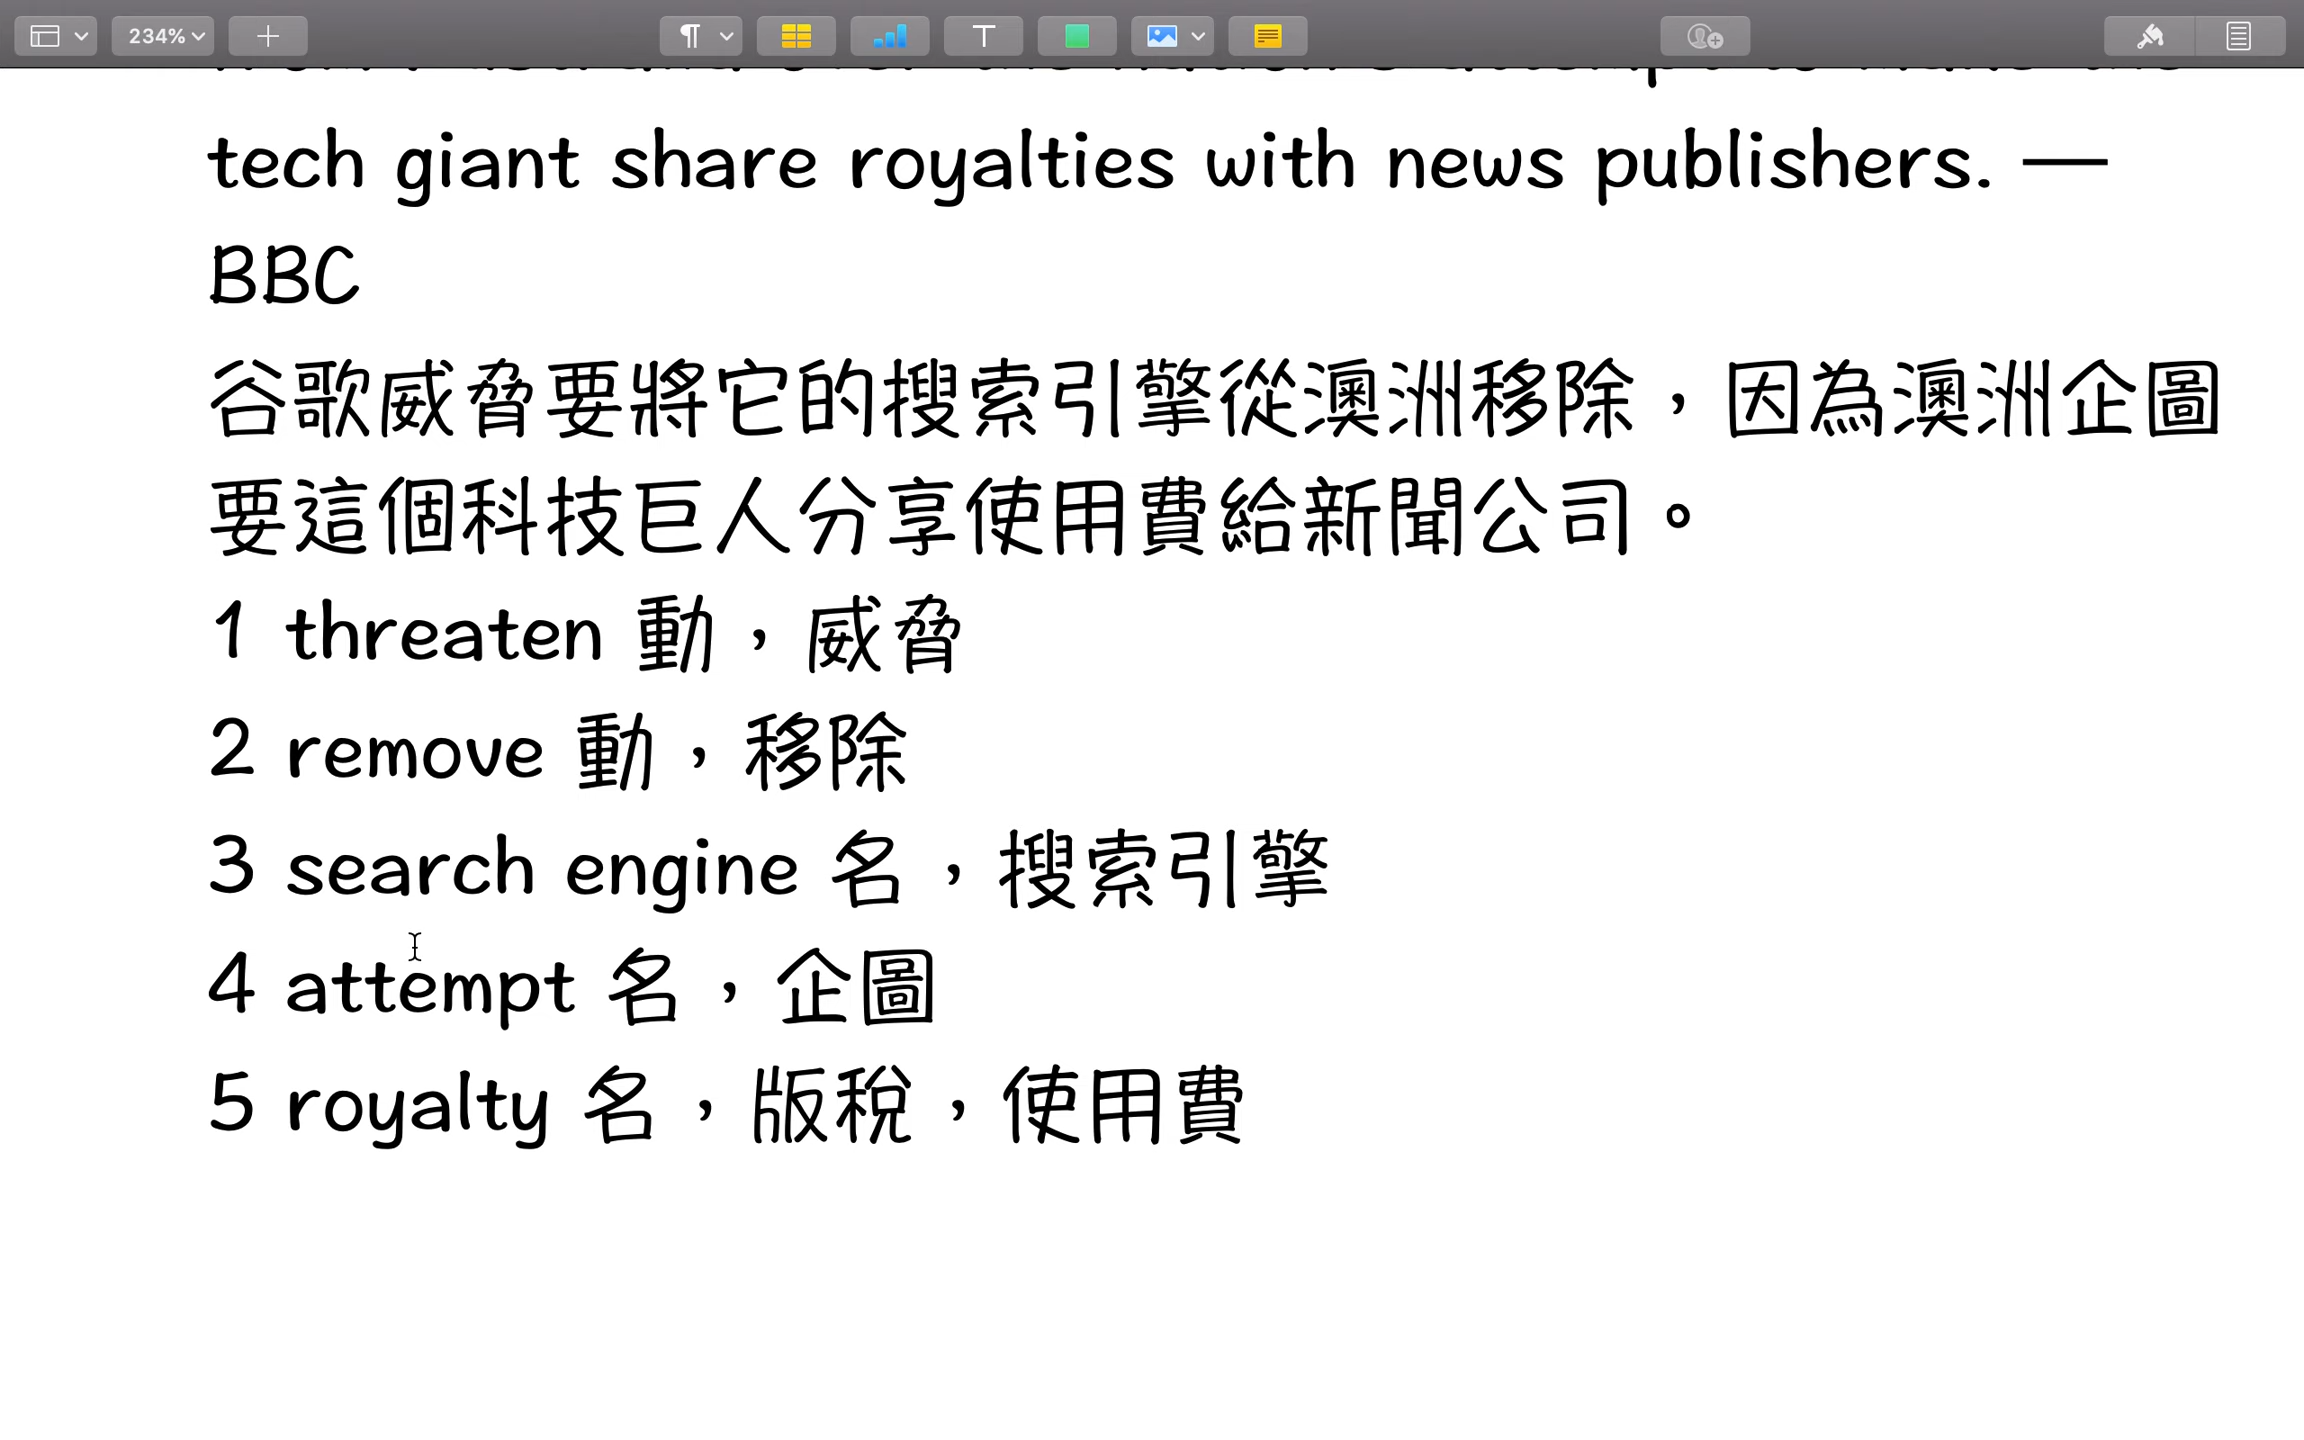 234%
tech giant share royalties with news publishers. —
BBC
谷歌威脅要將它的搜索引擎從澳洲移除，因為澳洲企圖
要這個科技巨人分享使用費給新聞公司。
1 threaten 動，威脅
2 remove 動，移除
3 search engine 名，搜索引擎
4 attempt 名，企圖
5 royalty 名，版稅，使用費